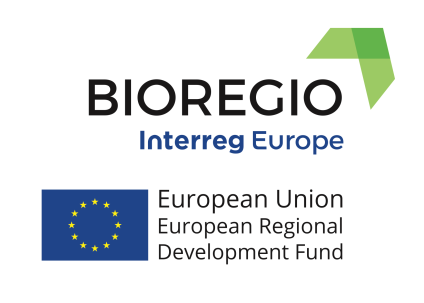 BIOREGIO
Interreg Europe
European Union
European Regional
Development Fund